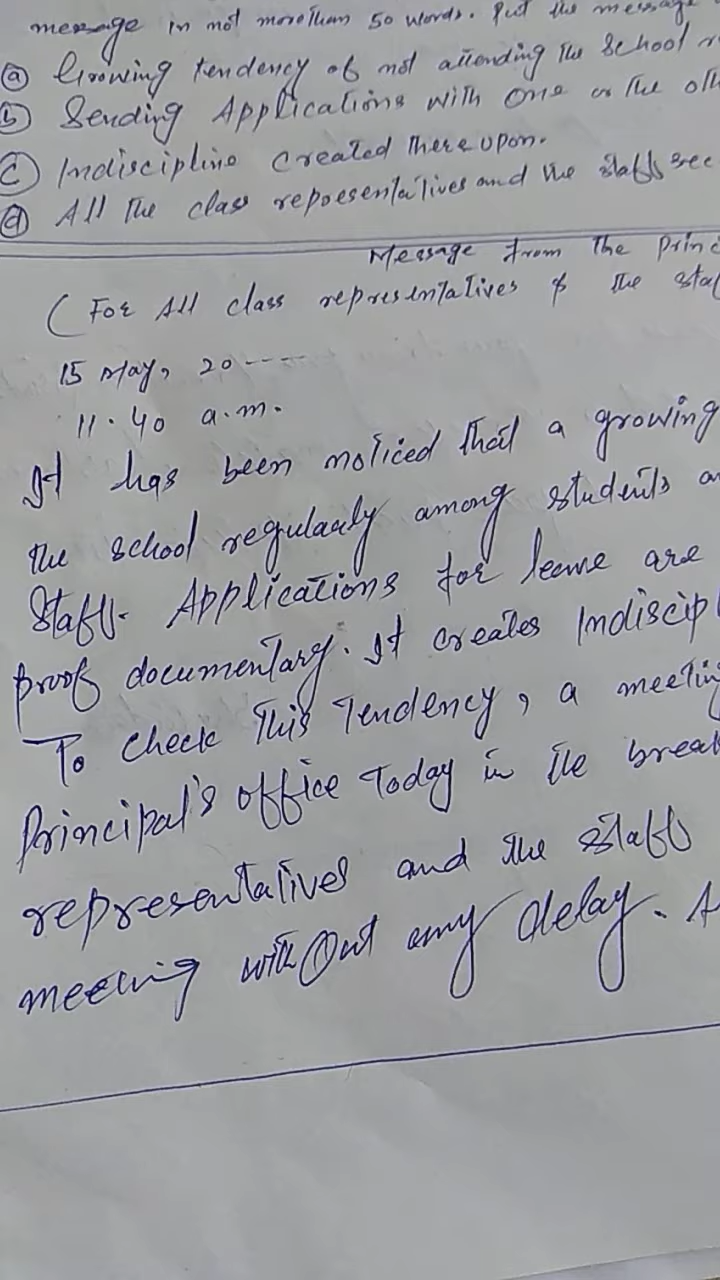 message in not more than 50 words. Put the message
(a) Growing tendency of not attending the School
(b) Sending Applications with one or the oth
(c) Indiscipline created there upon.
(d) All the class representatives and the staff sec
Message from the Princ
(For All class representatives & the staf
15 May, 20----
11.40 a.m.
It has been noticed that a growing
the school regularly among students
Staff. Applications for leave are
proof documentary. It creates Indiscipl
To check this Tendency, a meeting
Principal's office Today in the break
representatives and the staff
meeting without any delay. A